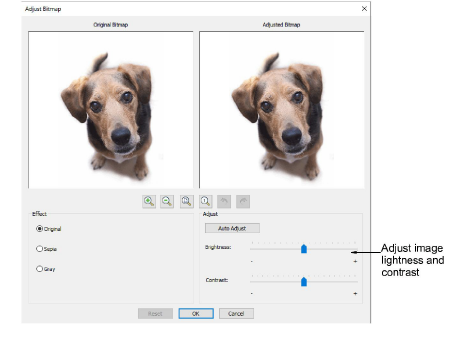 Adjust Bitmap
Original Bitmap
Adjusted Bitmap
Effect
Original
Sepia
Gray
Adjust
Auto Adjust
Brightness:
- +
Contrast:
- +
Adjust image
lightness and
contrast
Reset OK Cancel